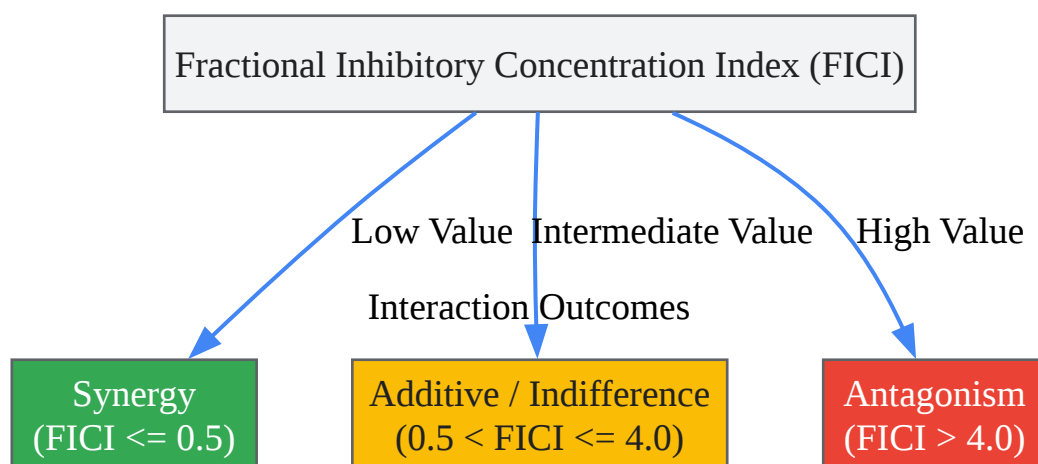 Fractional Inhibitory Concentration Index (FICI)
Low Value
Intermediate Value
High Value
Interaction Outcomes
Synergy
(FICI <= 0.5)
Additive / Indifference
(0.5 < FICI <= 4.0)
Antagonism
(FICI > 4.0)